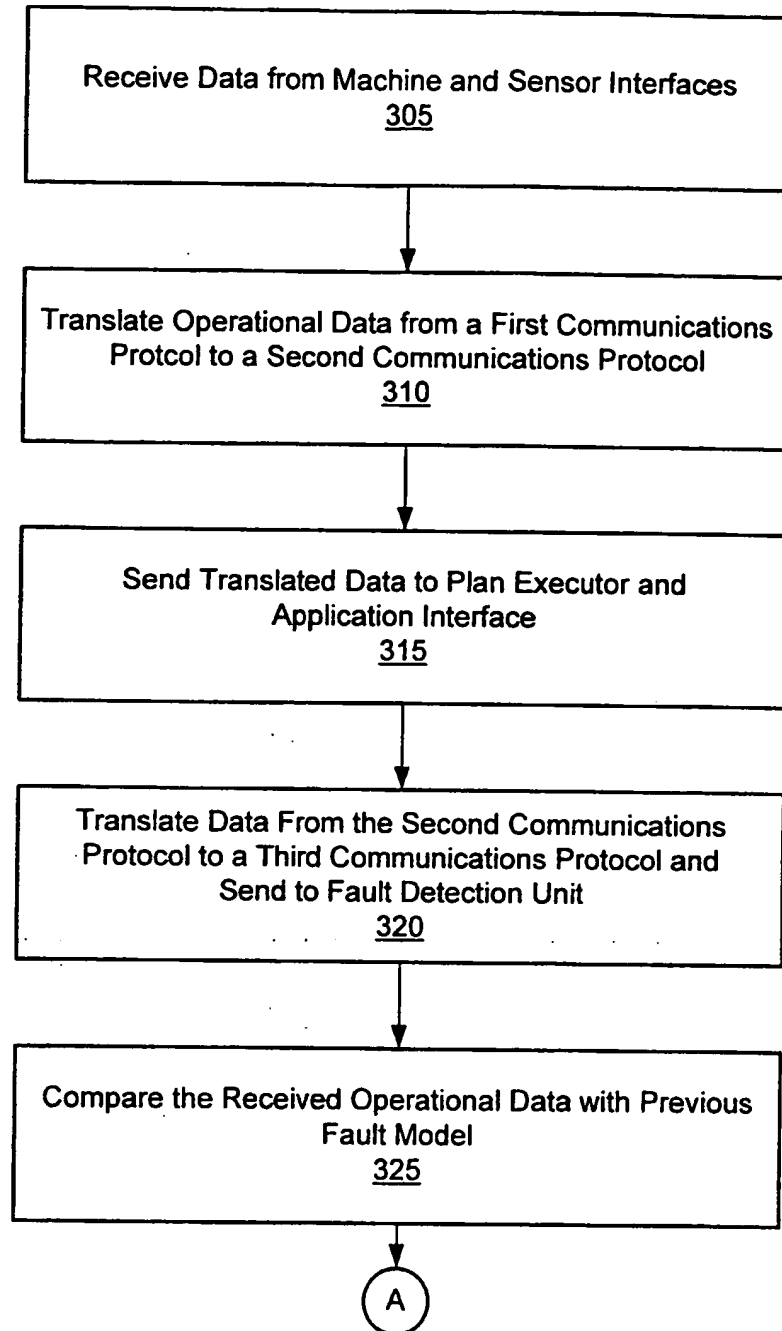 Receive Data from Machine and Sensor Interfaces
305
Translate Operational Data from a First Communications
Protcol to a Second Communications Protocol
310
Send Translated Data to Plan Executor and
Application Interface
315
Translate Data From the Second Communications
Protocol to a Third Communications Protocol and
Send to Fault Detection Unit
320
Compare the Received Operational Data with Previous
Fault Model
325
A